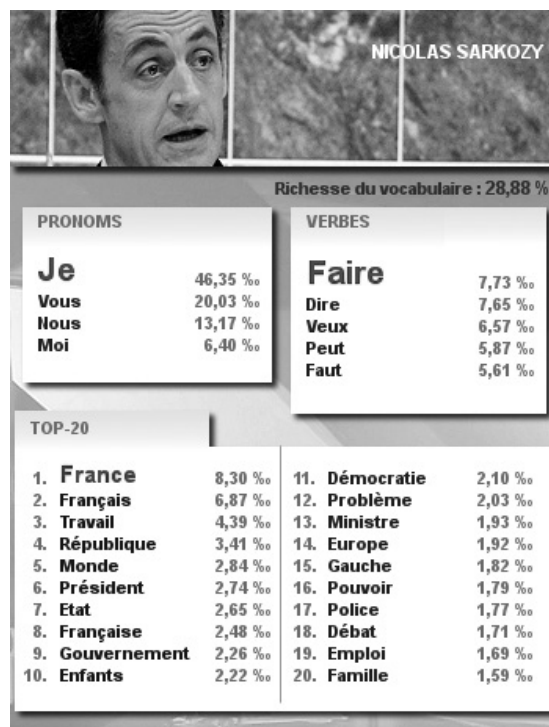 NICOLAS SARKOZY
Richesse du vocabulaire : 28,88 %
PRONOMS
Je 46,35 ‰
Vous 20,03 ‰
Nous 13,17 ‰
Moi 6,40 ‰
VERBES
Faire 7,73 ‰
Dire 7,65 ‰
Veux 6,57 ‰
Peut 5,87 ‰
Faut 5,61 ‰
TOP-20
1. France 8,30 ‰
2. Français 6,87 ‰
3. Travail 4,39 ‰
4. République 3,41 ‰
5. Monde 2,84 ‰
6. Président 2,74 ‰
7. Etat 2,65 ‰
8. Française 2,48 ‰
9. Gouvernement 2,26 ‰
10. Enfants 2,22 ‰
11. Démocratie 2,10 ‰
12. Problème 2,03 ‰
13. Ministre 1,93 ‰
14. Europe 1,92 ‰
15. Gauche 1,82 ‰
16. Pouvoir 1,79 ‰
17. Police 1,77 ‰
18. Débat 1,71 ‰
19. Emploi 1,69 ‰
20. Famille 1,59 ‰